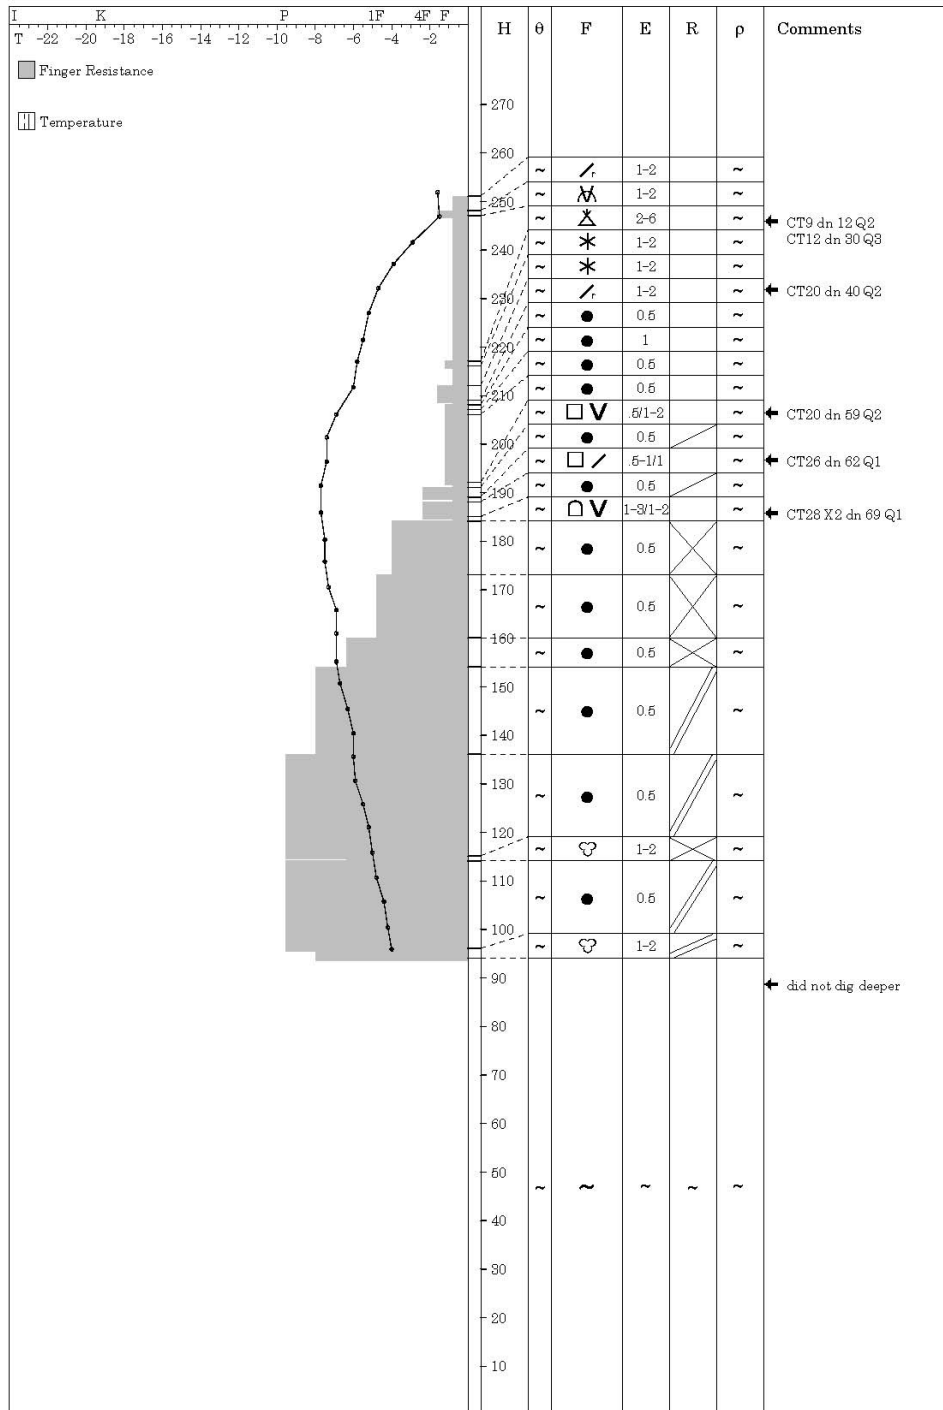 I K P 1F 4F F
T -22 -20 -18 -16 -14 -12 -10 -8 -6 -4 -2
H θ F E R ρ Comments
Finger Resistance
Temperature
270
260
~ 1-2 ~
250
~ 1-2 ~
~ 2-6 ~ CT9 dn 12 Q2
240
~ 1-2 ~ CT12 dn 30 Q3
~ 1-2 ~
230
~ r 1-2 ~ CT20 dn 40 Q2
~ 0.5 ~
220
~ 1 ~
~ 0.5 ~
210
~ 0.5 ~
~ .5/1-2 ~ CT20 dn 59 Q2
200
~ 0.5 ~
~ .5-1/1 ~ CT26 dn 62 Q1
190
~ 0.5 ~
~ 1-3/1-2 ~ CT28 X2 dn 69 Q1
180
~ 0.5 ~
170
~ 0.5 ~
160
~ 0.5 ~
150
~ 0.5 ~
140
130
~ 0.5 ~
120
~ 1-2 ~
110
~ 0.5 ~
100
~ 1-2 ~
90
did not dig deeper
80
70
60
50
~ ~ ~ ~ ~
40
30
20
10